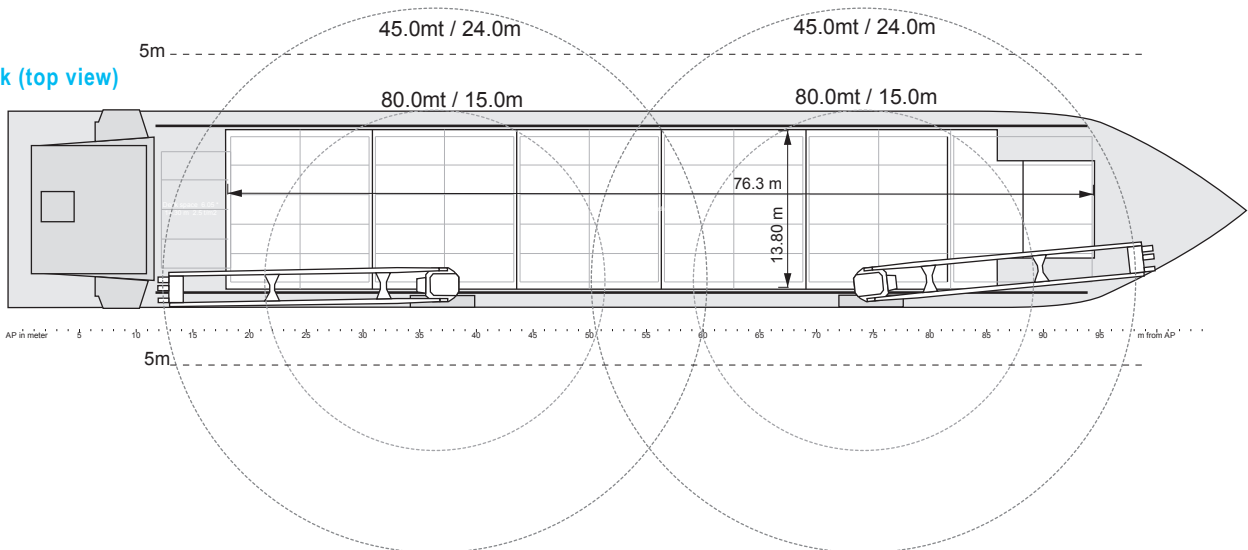 45.0mt / 24.0m
45.0mt / 24.0m
5m
k (top view)
80.0mt / 15.0m
80.0mt / 15.0m
76.3 m
13.80 m
AP in meter 5 10 15 20 25 30 35 40 45 50 55 60 65 70 75 80 85 90 95 m from AP
5m